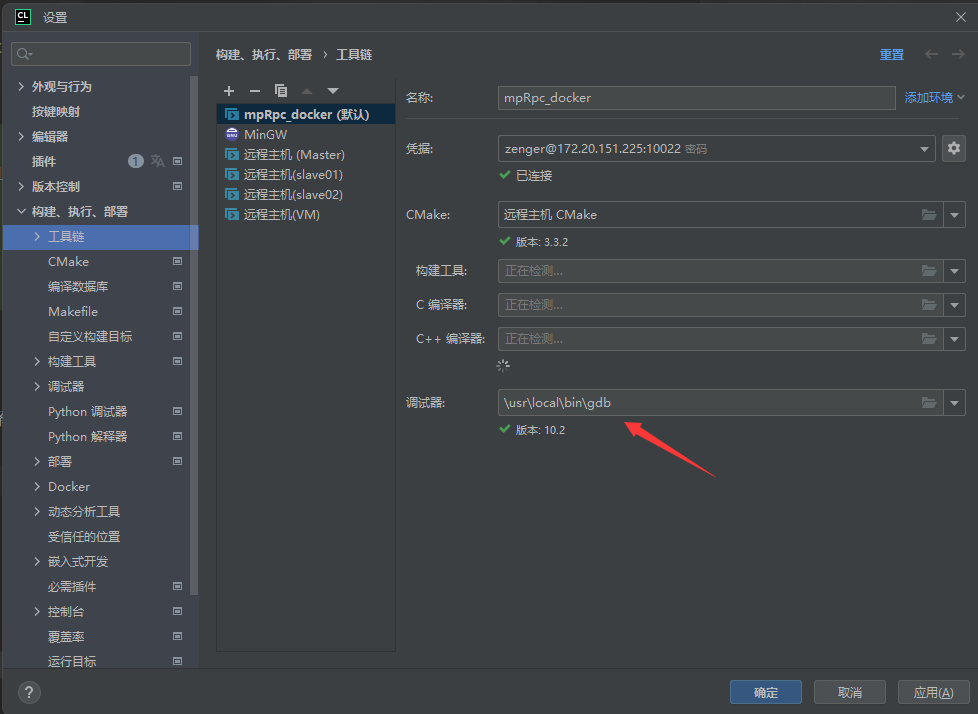 CL 设置
外观与行为
按键映射
编辑器
插件 1
版本控制
构建、执行、部署
工具链
CMake
编译数据库
Makefile
自定义构建目标
构建工具
调试器
Python 调试器
Python 解释器
部署
Docker
动态分析工具
受信任的位置
嵌入式开发
必需插件
控制台
覆盖率
运行目标
构建、执行、部署 › 工具链
重置
mpRpc_docker (默认)
MinGW
远程主机 (Master)
远程主机(slave01)
远程主机(slave02)
远程主机(VM)
名称: mpRpc_docker 添加环境
凭据: zenger@172.20.151.225:10022 密码
已连接
CMake: 远程主机 CMake
版本: 3.3.2
构建工具: 正在检测...
C 编译器: 正在检测...
C++ 编译器: 正在检测...
调试器: \usr\local\bin\gdb
版本: 10.2
? 确定 取消 应用(A)